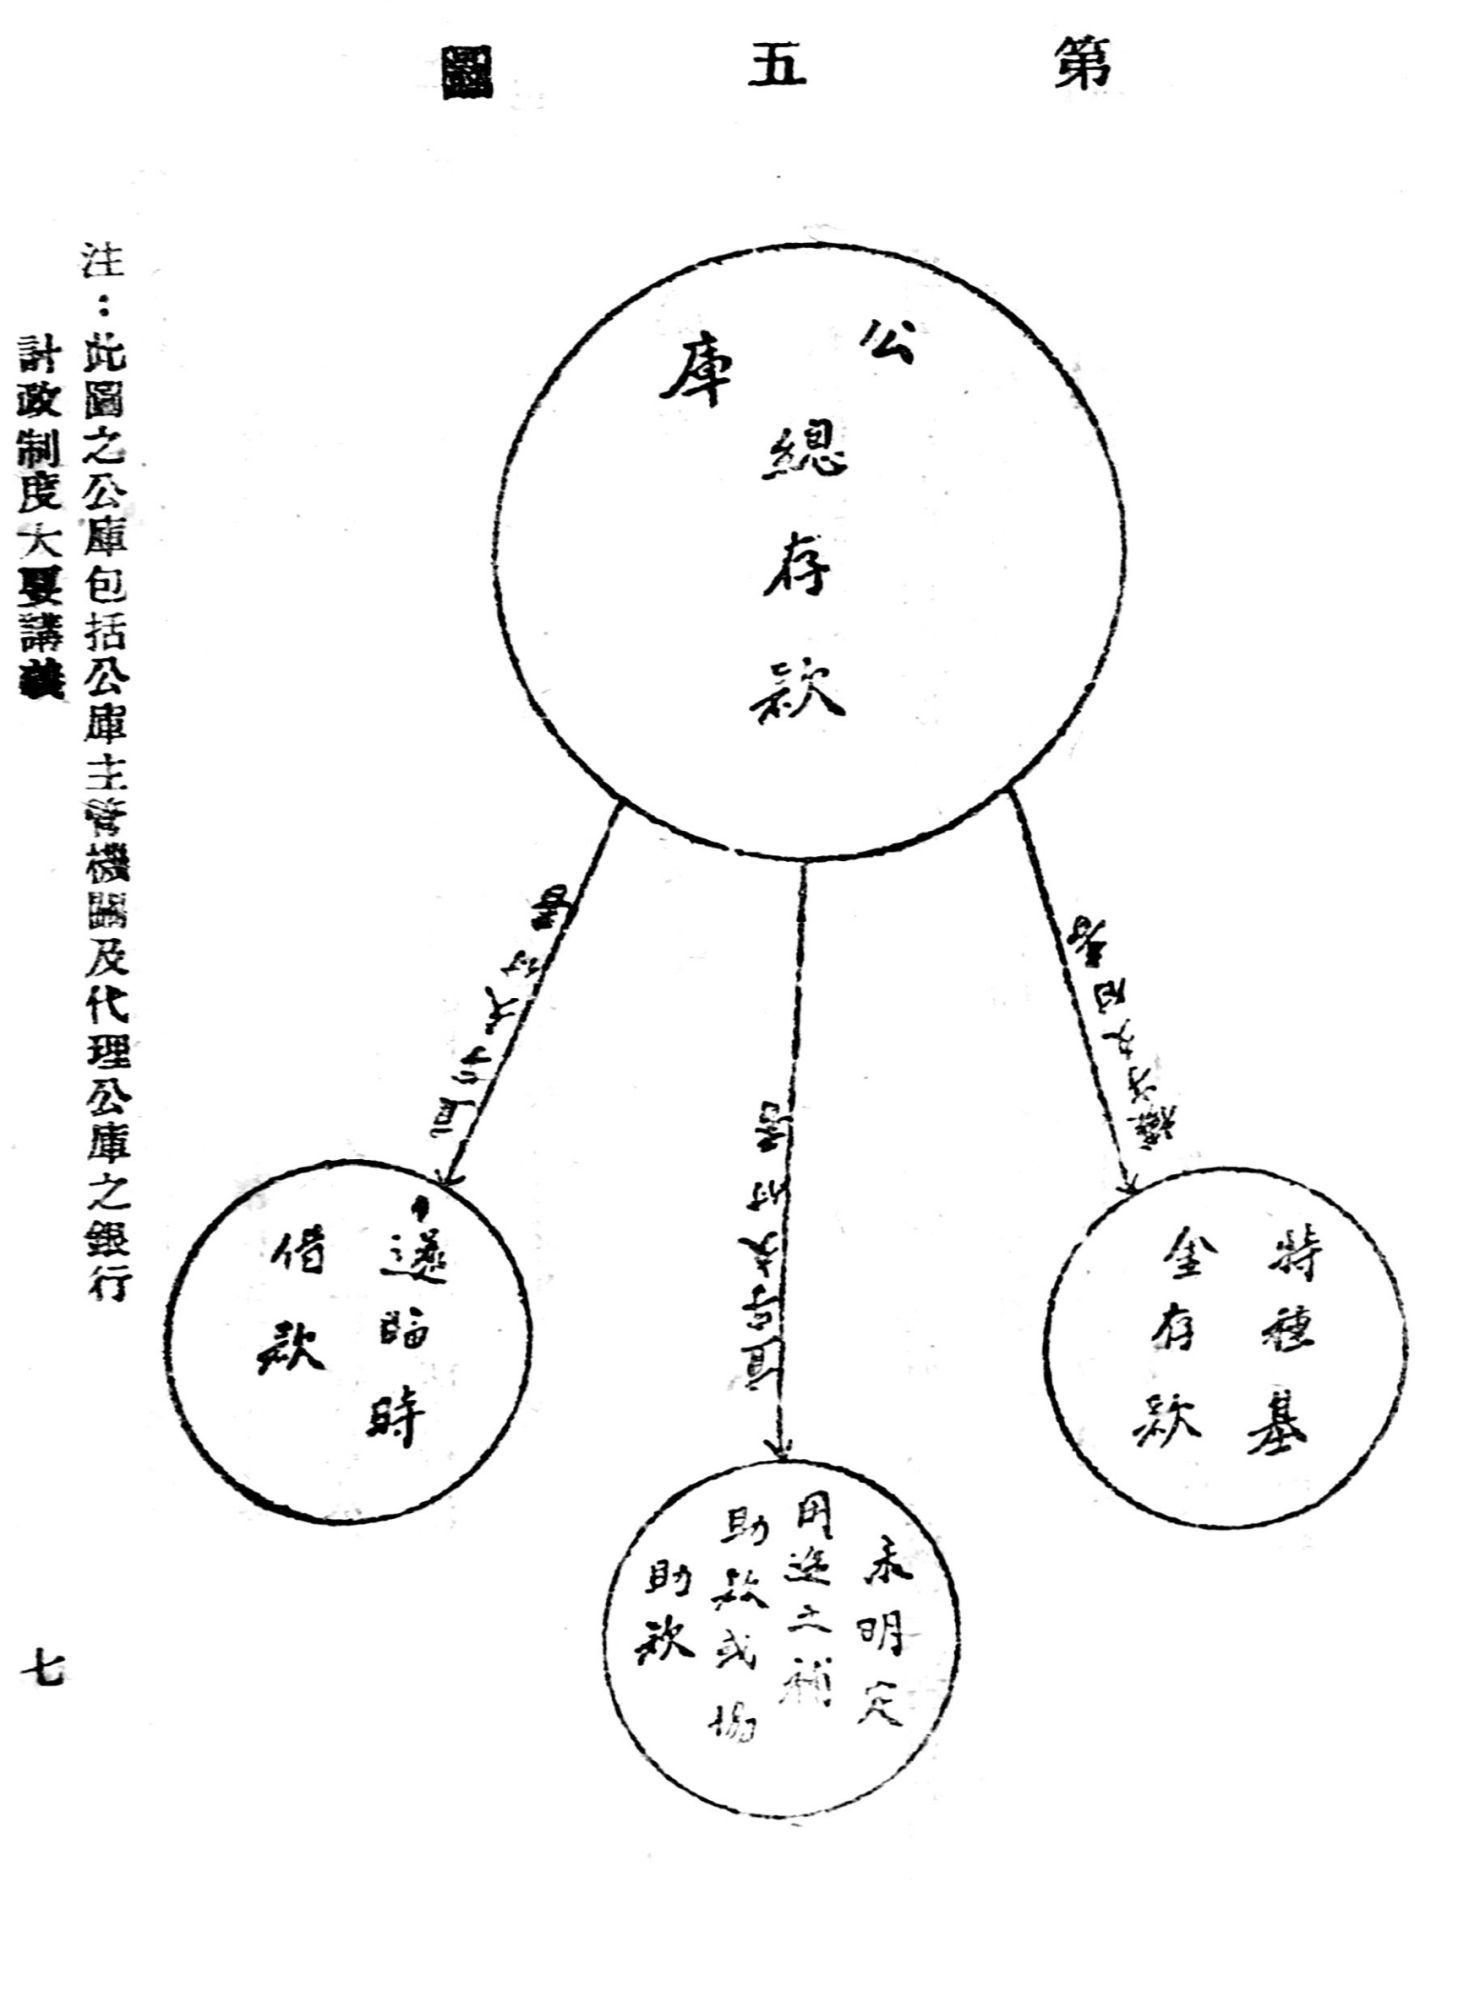 第五圖
公庫
總存款
特種基
金存款
未明定
用途之補
助款或協
助款
還臨時
借款
注：此圖之公庫包括公庫主管機關及代理公庫之銀行
計政制度大要講義
七